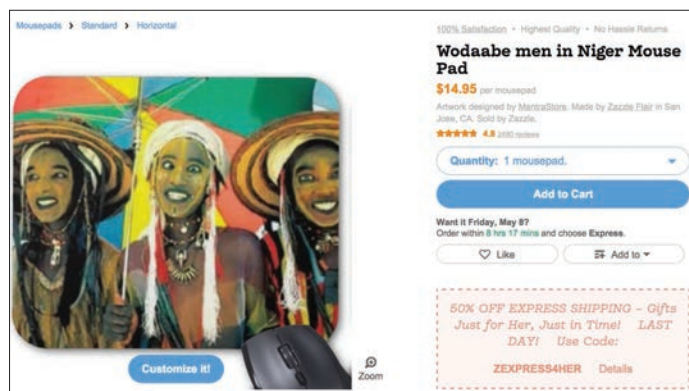 Mousepads > Standard > Horizontal
100% Satisfaction • Highest Quality • No Hassle Returns
Wodaabe men in Niger Mouse
Pad
$14.95 per mousepad
Artwork designed by MantraStore. Made by Zazzle Flair in San
Jose, CA. Sold by Zazzle.
4.8 reviews
Quantity: 1 mousepad.
Add to Cart
Want it Friday, May 8?
Order within 8 hrs 17 mins and choose Express.
Like
Add to
50% OFF EXPRESS SHIPPING – Gifts
Just for Her, Just in Time! LAST
DAY! Use Code:
ZEXPRESS4HER Details
Customize it!
Zoom